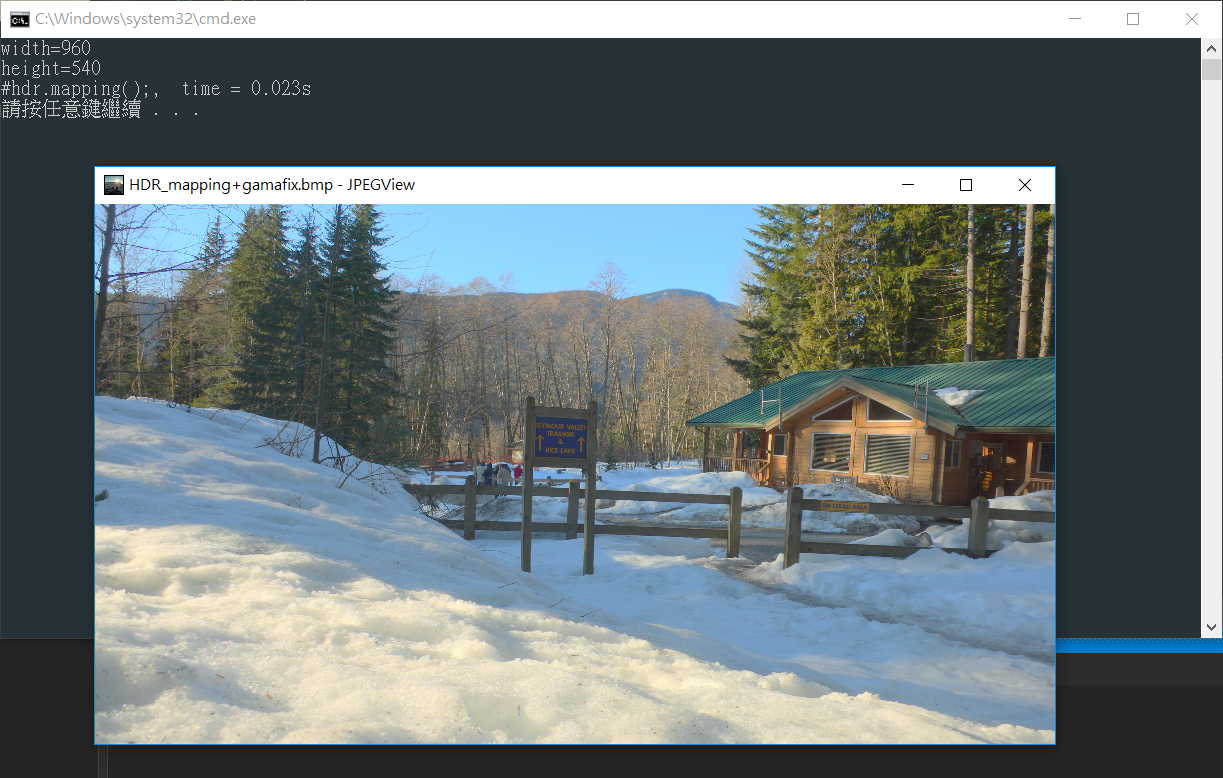 C:\Windows\system32\cmd.exe
width=960
height=540
#hdr.mapping();,  time = 0.023s
請按任意鍵繼續 . . .
HDR_mapping+gamafix.bmp - JPEGView
SEYMOUR VALLEY
TRAILWAY
&
RICE LAKE